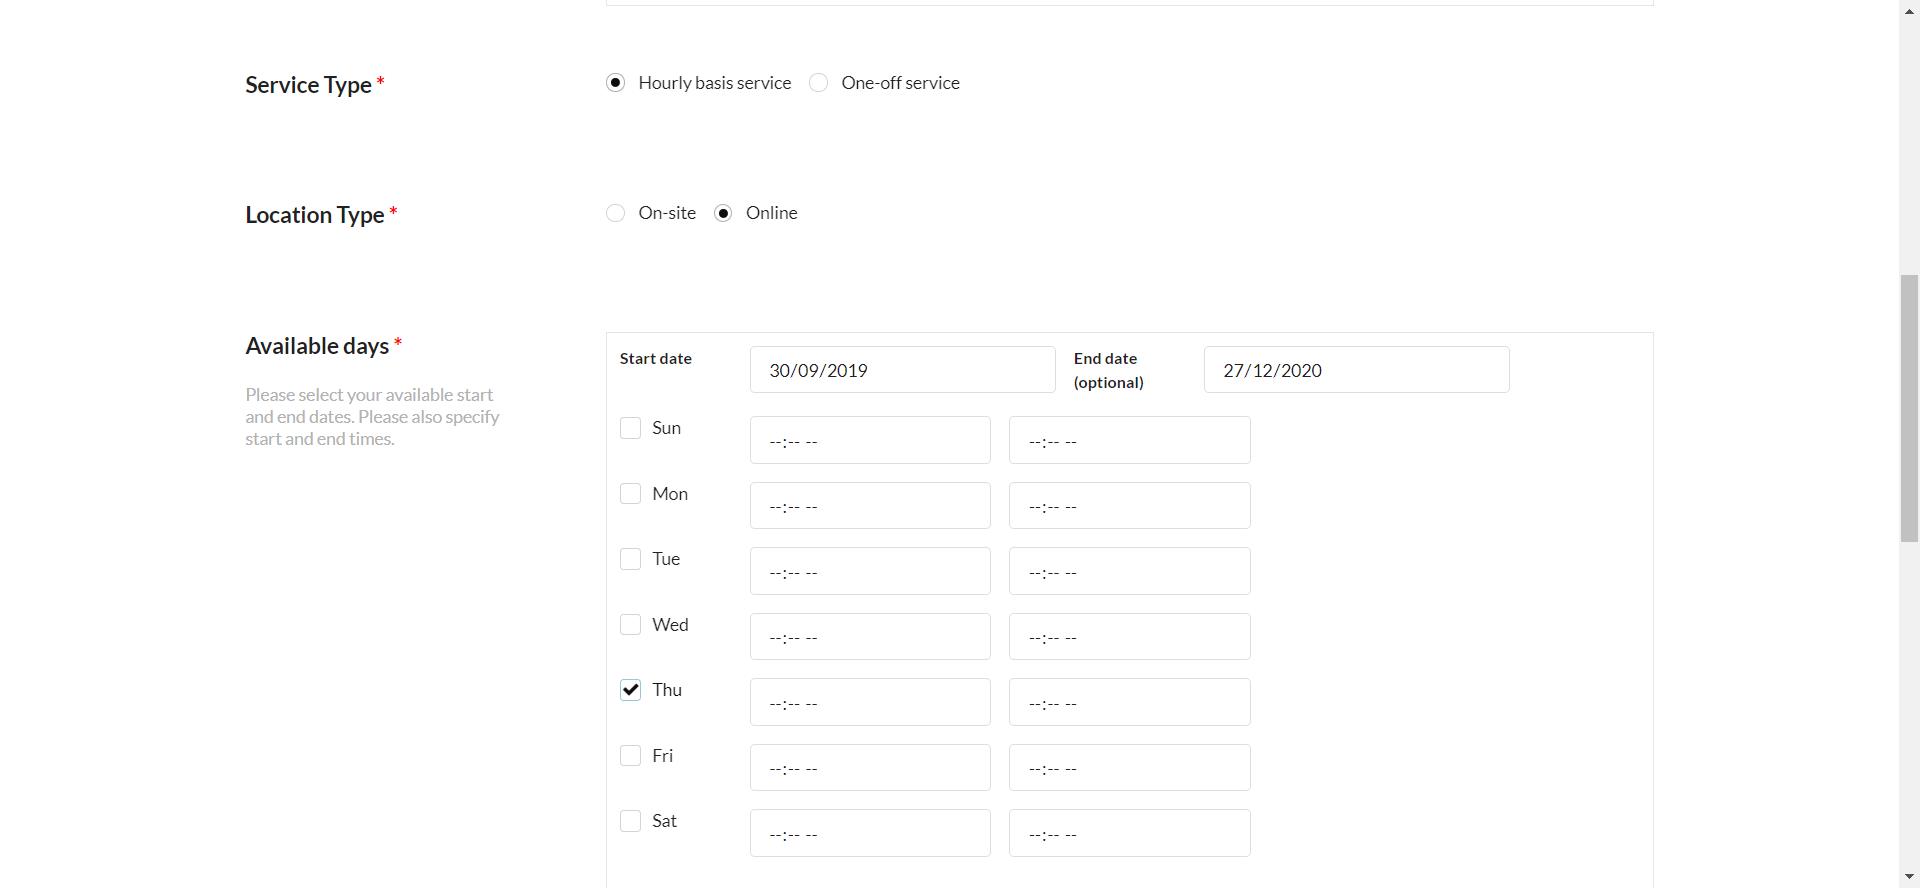 Service Type *
Hourly basis service One-off service
Location Type *
On-site Online
Available days *
Please select your available start
and end dates. Please also specify
start and end times.
Start date 30/09/2019 End date
(optional) 27/12/2020
Sun --:-- -- --:-- --
Mon --:-- -- --:-- --
Tue --:-- -- --:-- --
Wed --:-- -- --:-- --
Thu --:-- -- --:-- --
Fri --:-- -- --:-- --
Sat --:-- -- --:-- --